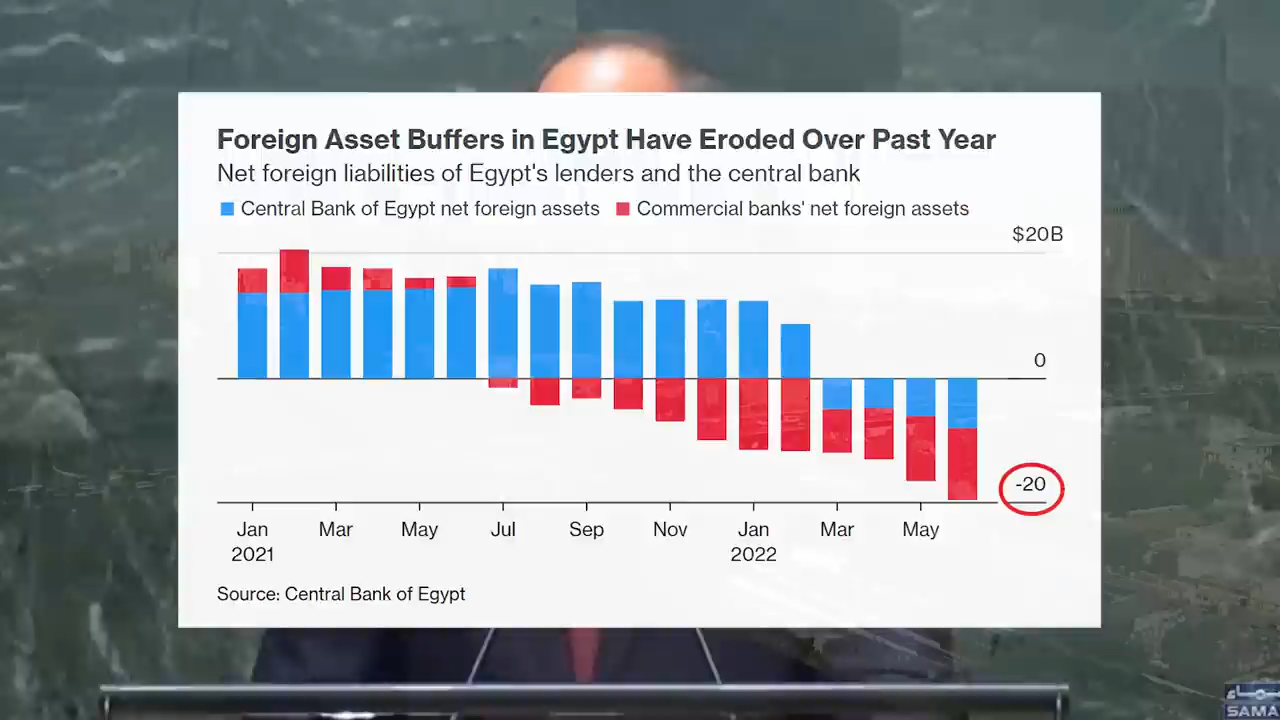 Foreign Asset Buffers in Egypt Have Eroded Over Past Year
Net foreign liabilities of Egypt's lenders and the central bank
Central Bank of Egypt net foreign assets Commercial banks' net foreign assets
$20B
0
-20
Jan Mar May Jul Sep Nov Jan Mar May
2021 2022
Source: Central Bank of Egypt
SAMA